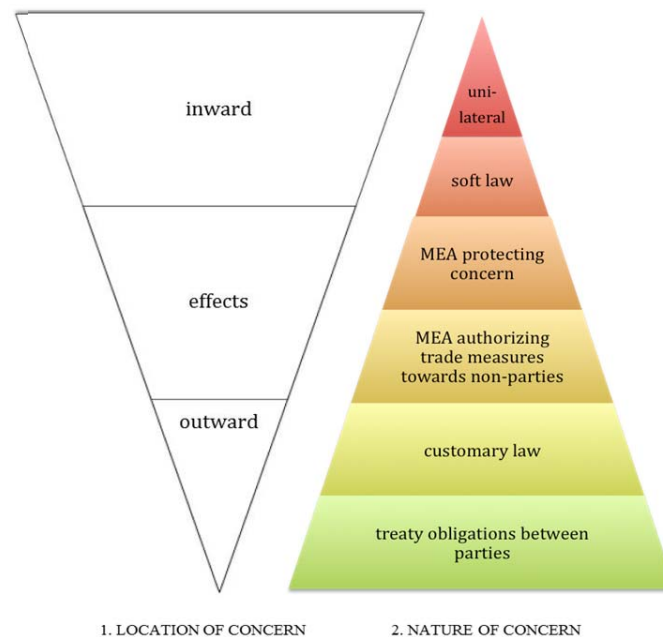 inward
effects
outward
uni-
lateral
soft law
MEA protecting
concern
MEA authorizing
trade measures
towards non-parties
customary law
treaty obligations between
parties
1. LOCATION OF CONCERN
2. NATURE OF CONCERN